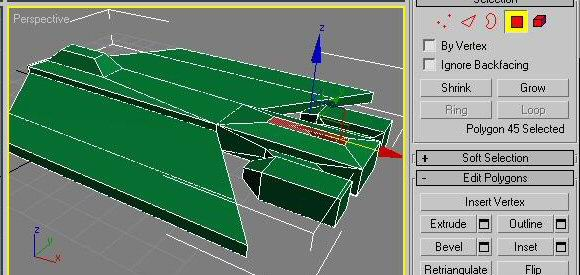 Selection
Perspective
z
By Vertex
Ignore Backfacing
Shrink
Grow
Ring
Loop
Polygon 45 Selected
+ Soft Selection
- Edit Polygons
Insert Vertex
Extrude
Outline
Bevel
Inset
Retriangulate
Flip
z
y
x